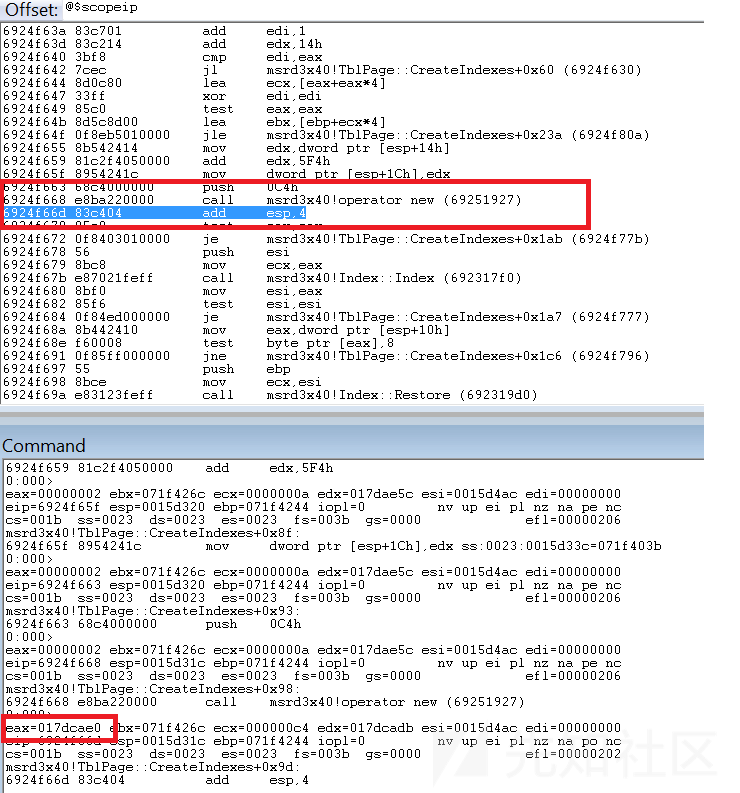 Offset: @$scopeip
6924f63a 83c701 add edi,1
6924f63d 83c214 add edx,14h
6924f640 3bf8 cmp edi,eax
6924f642 7cec jl msrd3x40!TblPage::CreateIndexes+0x60 (6924f630)
6924f644 8d0c80 lea ecx,[eax+eax*4]
6924f647 33ff xor edi,edi
6924f649 85c0 test eax,eax
6924f64b 8d5c8d00 lea ebx,[ebp+ecx*4]
6924f64f 0f8eb5010000 jle msrd3x40!TblPage::CreateIndexes+0x23a (6924f80a)
6924f655 8b542414 mov edx,dword ptr [esp+14h]
6924f659 81c2f4050000 add edx,5F4h
6924f65f 8954241c mov dword ptr [esp+1Ch],edx
6924f663 68c4000000 push 0C4h
6924f668 e8ba220000 call msrd3x40!operator new (69251927)
6924f66d 83c404 add esp,4
6924f672 0f8403010000 je msrd3x40!TblPage::CreateIndexes+0x1ab (6924f77b)
6924f678 56 push esi
6924f679 8bc8 mov ecx,eax
6924f67b e87021feff call msrd3x40!Index::Index (692317f0)
6924f680 8bf0 mov esi,eax
6924f682 85f6 test esi,esi
6924f684 0f84ed000000 je msrd3x40!TblPage::CreateIndexes+0x1a7 (6924f777)
6924f68a 8b442410 mov eax,dword ptr [esp+10h]
6924f68e f60008 test byte ptr [eax],8
6924f691 0f85ff000000 jne msrd3x40!TblPage::CreateIndexes+0x1c6 (6924f796)
6924f697 55 push ebp
6924f698 8bce mov ecx,esi
6924f69a e83123feff call msrd3x40!Index::Restore (692319d0)
Command
6924f659 81c2f4050000 add edx,5F4h
0:000>
eax=00000002 ebx=071f426c ecx=0000000a edx=017dae5c esi=0015d4ac edi=00000000
eip=6924f65f esp=0015d320 ebp=071f4244 iopl=0 nv up ei pl nz na pe nc
cs=001b ss=0023 ds=0023 es=0023 fs=003b gs=0000 efl=00000206
msrd3x40!TblPage::CreateIndexes+0x8f:
6924f65f 8954241c mov dword ptr [esp+1Ch],edx ss:0023:0015d33c=071f403b
0:000>
eax=00000002 ebx=071f426c ecx=0000000a edx=017dae5c esi=0015d4ac edi=00000000
eip=6924f663 esp=0015d320 ebp=071f4244 iopl=0 nv up ei pl nz na pe nc
cs=001b ss=0023 ds=0023 es=0023 fs=003b gs=0000 efl=00000206
msrd3x40!TblPage::CreateIndexes+0x93:
6924f663 68c4000000 push 0C4h
0:000>
eax=00000002 ebx=071f426c ecx=0000000a edx=017dae5c esi=0015d4ac edi=00000000
eip=6924f668 esp=0015d31c ebp=071f4244 iopl=0 nv up ei pl nz na pe nc
cs=001b ss=0023 ds=0023 es=0023 fs=003b gs=0000 efl=00000206
msrd3x40!TblPage::CreateIndexes+0x98:
6924f668 e8ba220000 call msrd3x40!operator new (69251927)
0:000>
eax=017dcae0 ebx=071f426c ecx=000000c4 edx=017dcadb esi=0015d4ac edi=00000000
eip=6924f66d esp=0015d31c ebp=071f4244 iopl=0 nv up ei pl nz na po nc
cs=001b ss=0023 ds=0023 es=0023 fs=003b gs=0000 efl=00000202
msrd3x40!TblPage::CreateIndexes+0x9d:
6924f66d 83c404 add esp,4
先知社区